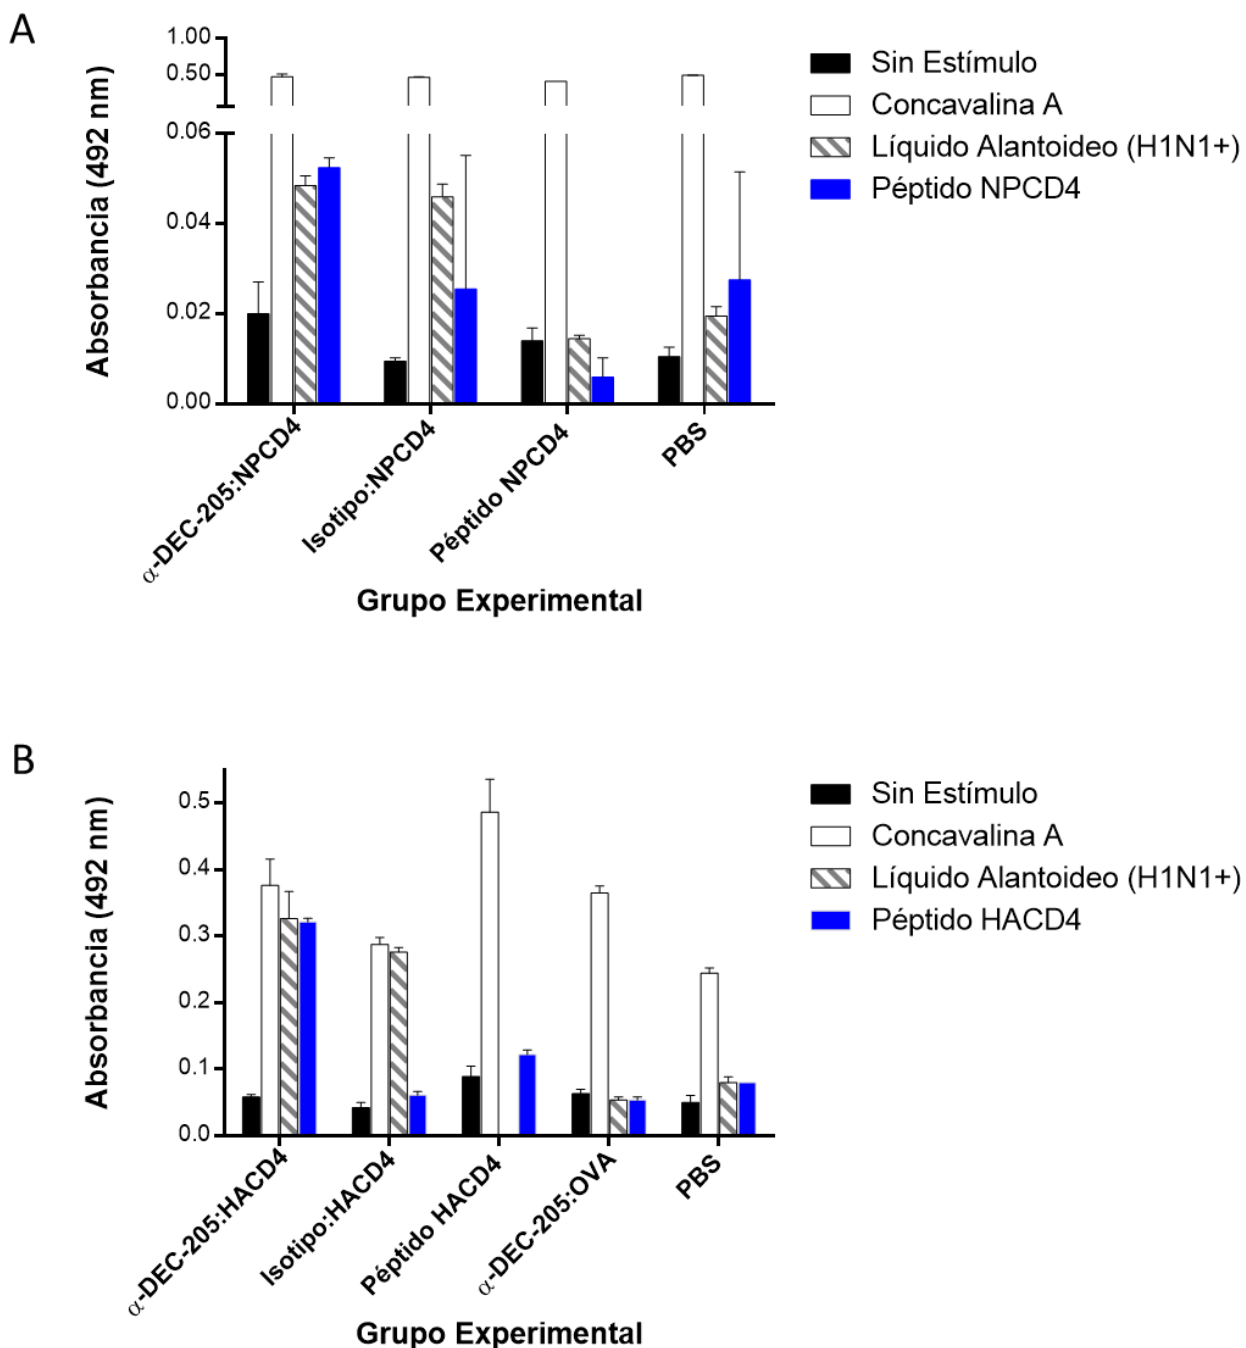 A
Absorbancia (492 nm)
1.00
0.50
0.06
0.04
0.02
0.00
α-DEC-205:NPCD4
Isotipo:NPCD4
Péptido NPCD4
PBS
Grupo Experimental
Sin Estímulo
Concavalina A
Líquido Alantoideo (H1N1+)
Péptido NPCD4
B
Absorbancia (492 nm)
0.5
0.4
0.3
0.2
0.1
0.0
α-DEC-205:HACD4
Isotipo:HACD4
Péptido HACD4
α-DEC-205:OVA
PBS
Grupo Experimental
Sin Estímulo
Concavalina A
Líquido Alantoideo (H1N1+)
Péptido HACD4